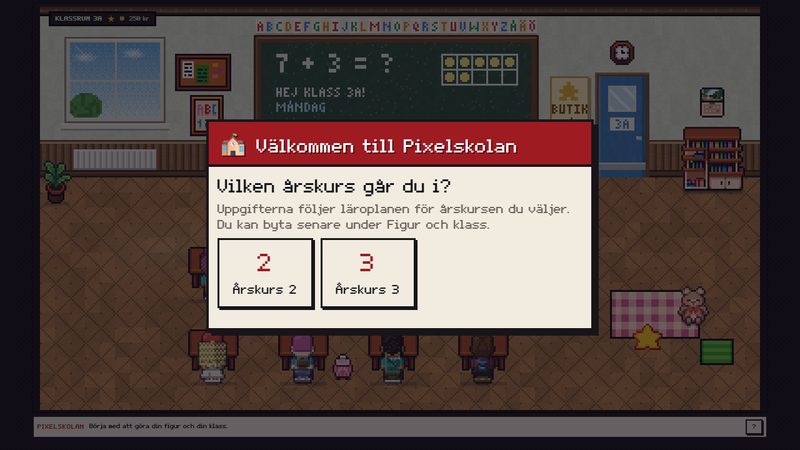 KLASSRUM 3A 250 kr
ABCDEFGHIJKLMNOPQRSTUVWXYZÅÄÖ
7 + 3 = ?
HEJ KLASS 3A!
MÅNDAG
ABC
BUTIK
3A
Välkommen till Pixelskolan
Vilken årskurs går du i?
Uppgifterna följer läroplanen för årskursen du väljer.
Du kan byta senare under Figur och klass.
2
Årskurs 2
3
Årskurs 3
PIXELSKOLAN Börja med att göra din figur och din klass.
?